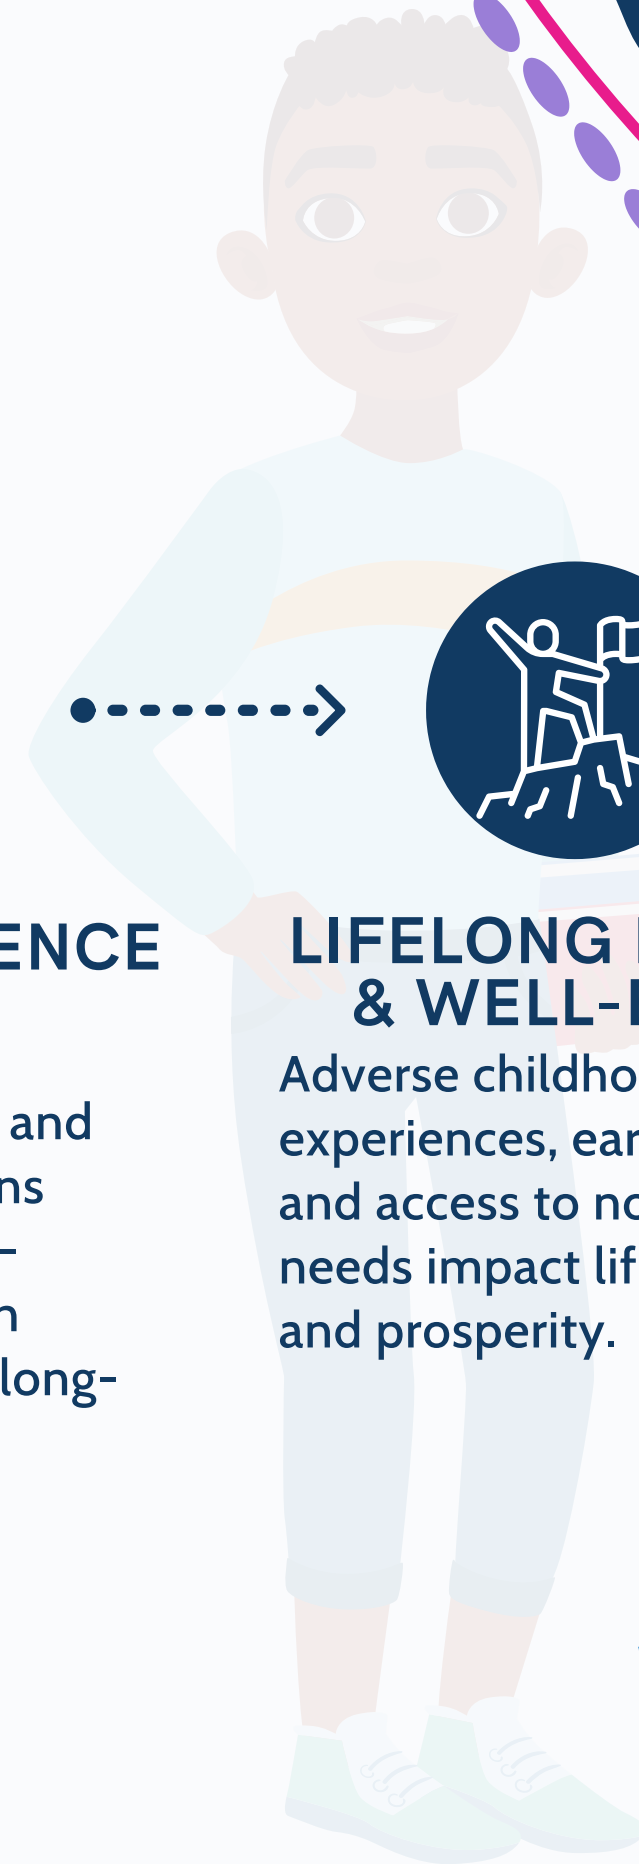 ENCE
and
ns
-
n
long-
LIFELONG
& WELL-
Adverse childho
experiences, ear
and access to no
needs impact lif
and prosperity.